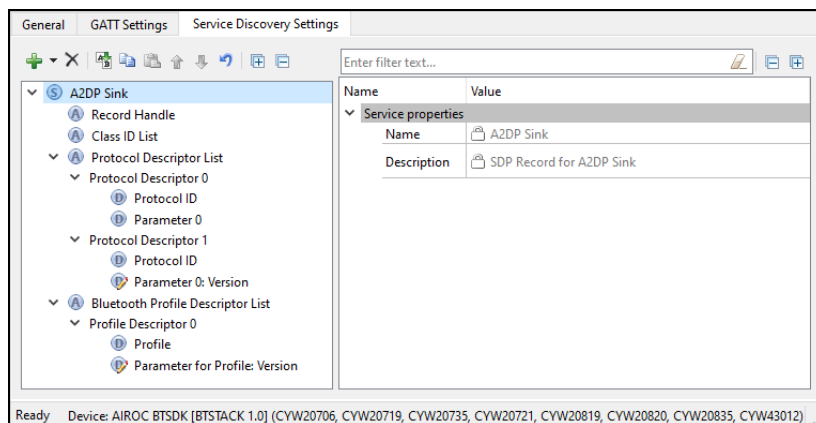 General GATT Settings Service Discovery Settings
Enter filter text...
S A2DP Sink
A Record Handle
A Class ID List
A Protocol Descriptor List
Protocol Descriptor 0
D Protocol ID
D Parameter 0
Protocol Descriptor 1
D Protocol ID
D Parameter 0: Version
A Bluetooth Profile Descriptor List
Profile Descriptor 0
D Profile
D Parameter for Profile: Version
Name Value
Service properties
Name A2DP Sink
Description SDP Record for A2DP Sink
Ready Device: AIROC BTSDK [BTSTACK 1.0] (CYW20706, CYW20719, CYW20735, CYW20721, CYW20819, CYW20820, CYW20835, CYW43012)